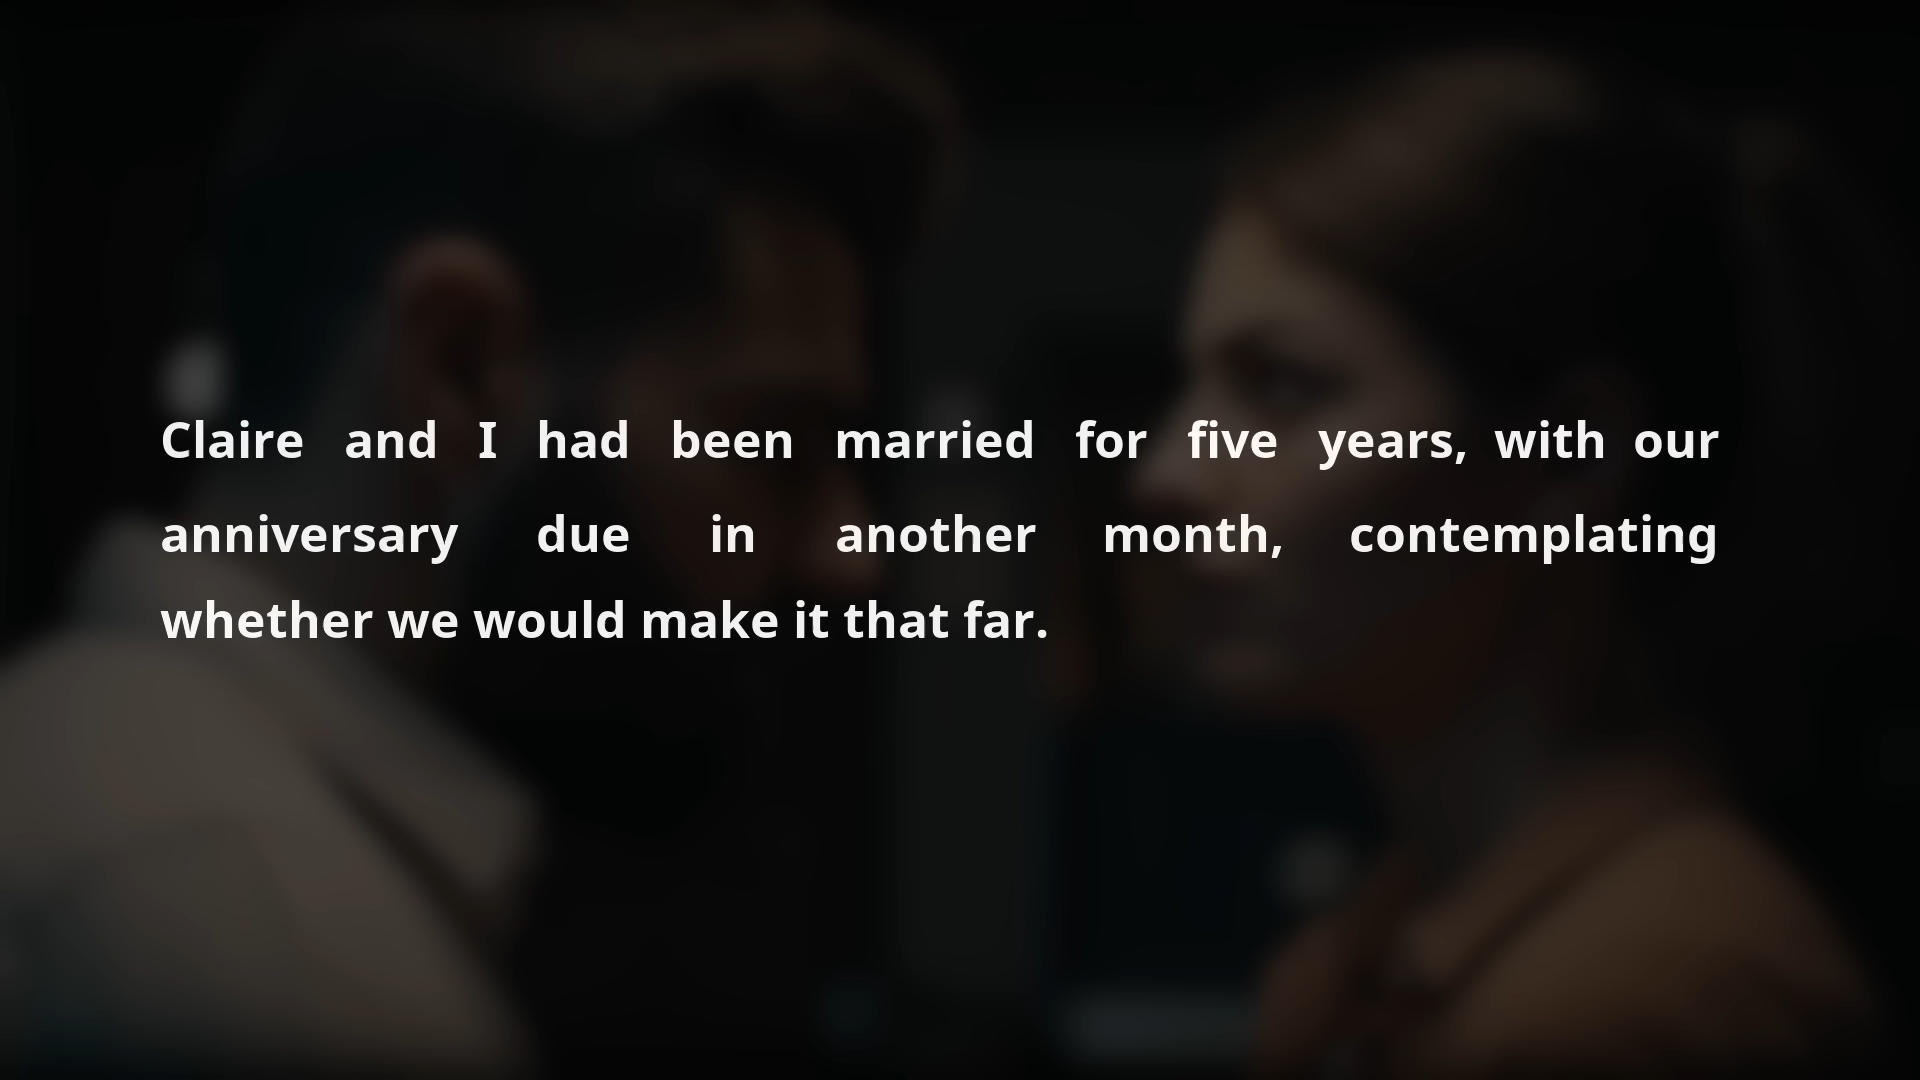 Claire and I had been married for five years, with our
anniversary due in another month, contemplating
whether we would make it that far.